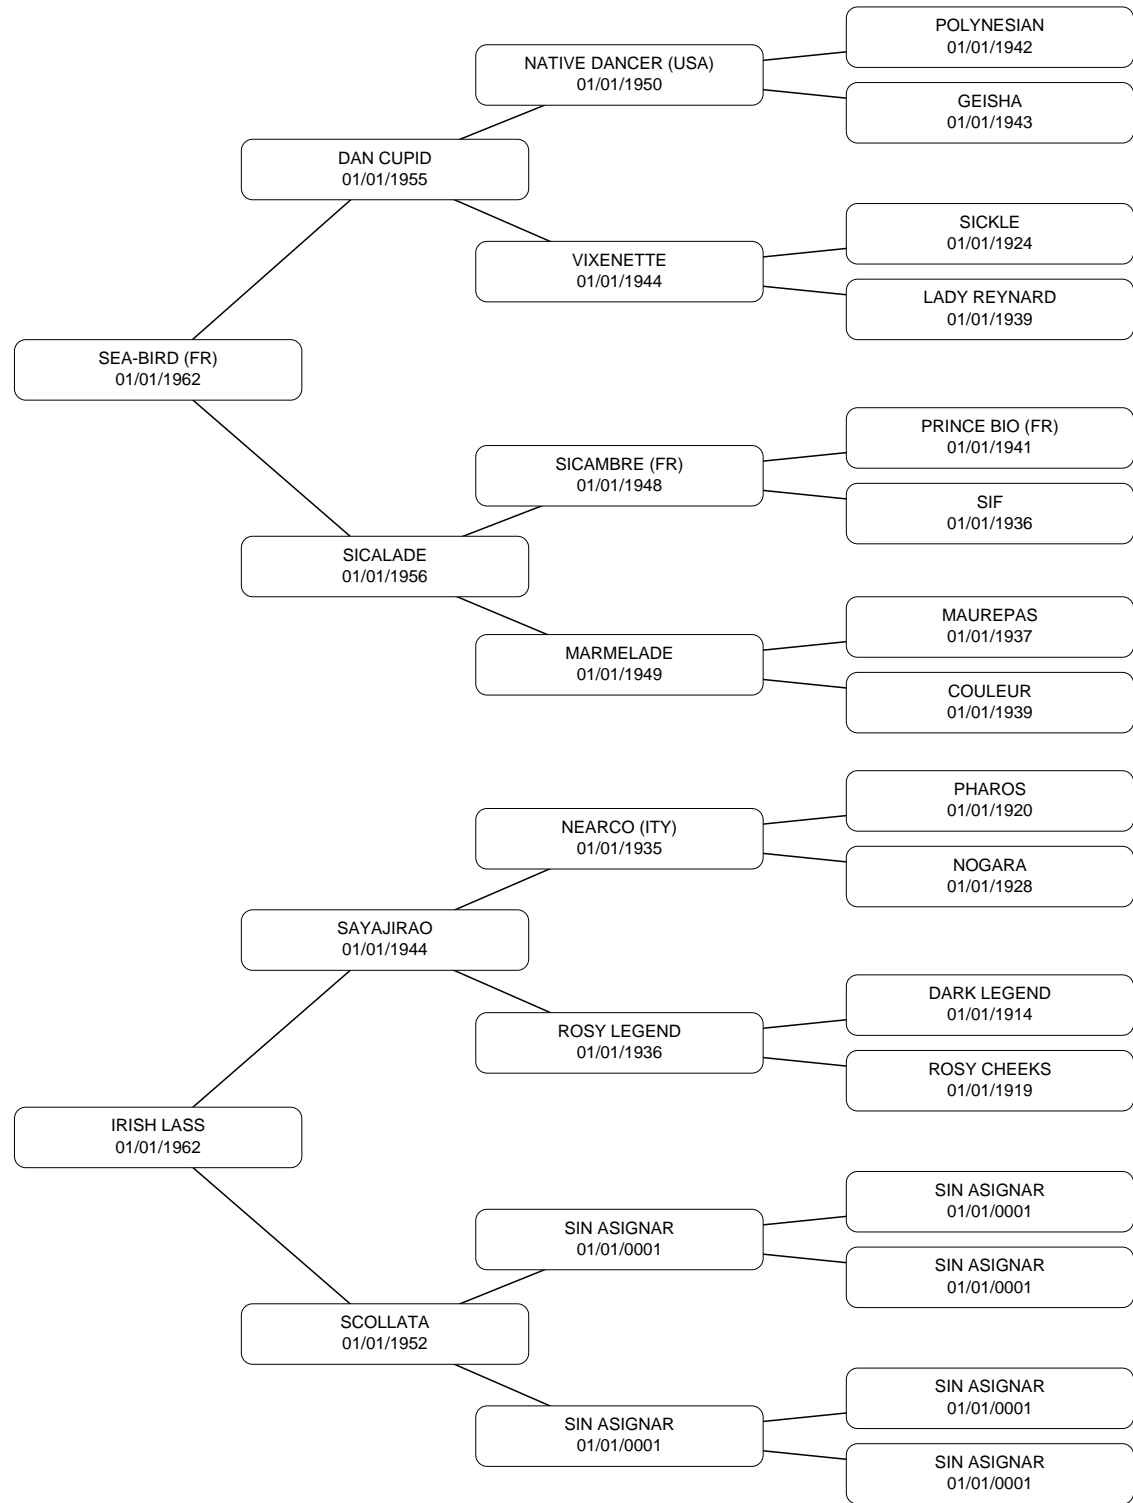 POLYNESIAN
01/01/1942
NATIVE DANCER (USA)
01/01/1950
GEISHA
01/01/1943
DAN CUPID
01/01/1955
SICKLE
01/01/1924
VIXENETTE
01/01/1944
LADY REYNARD
01/01/1939
SEA-BIRD (FR)
01/01/1962
PRINCE BIO (FR)
01/01/1941
SICAMBRE (FR)
01/01/1948
SIF
01/01/1936
SICALADE
01/01/1956
MAUREPAS
01/01/1937
MARMELADE
01/01/1949
COULEUR
01/01/1939
PHAROS
01/01/1920
NEARCO (ITY)
01/01/1935
NOGARA
01/01/1928
SAYAJIRAO
01/01/1944
DARK LEGEND
01/01/1914
ROSY LEGEND
01/01/1936
ROSY CHEEKS
01/01/1919
IRISH LASS
01/01/1962
SIN ASIGNAR
01/01/0001
SIN ASIGNAR
01/01/0001
SIN ASIGNAR
01/01/0001
SCOLLATA
01/01/1952
SIN ASIGNAR
01/01/0001
SIN ASIGNAR
01/01/0001
SIN ASIGNAR
01/01/0001